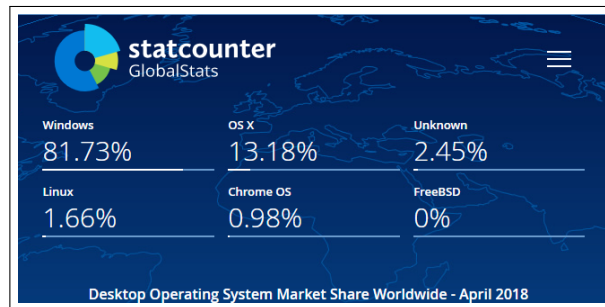 statcounter
GlobalStats
Windows OS X Unknown
81.73% 13.18% 2.45%
Linux Chrome OS FreeBSD
1.66% 0.98% 0%
Desktop Operating System Market Share Worldwide - April 2018